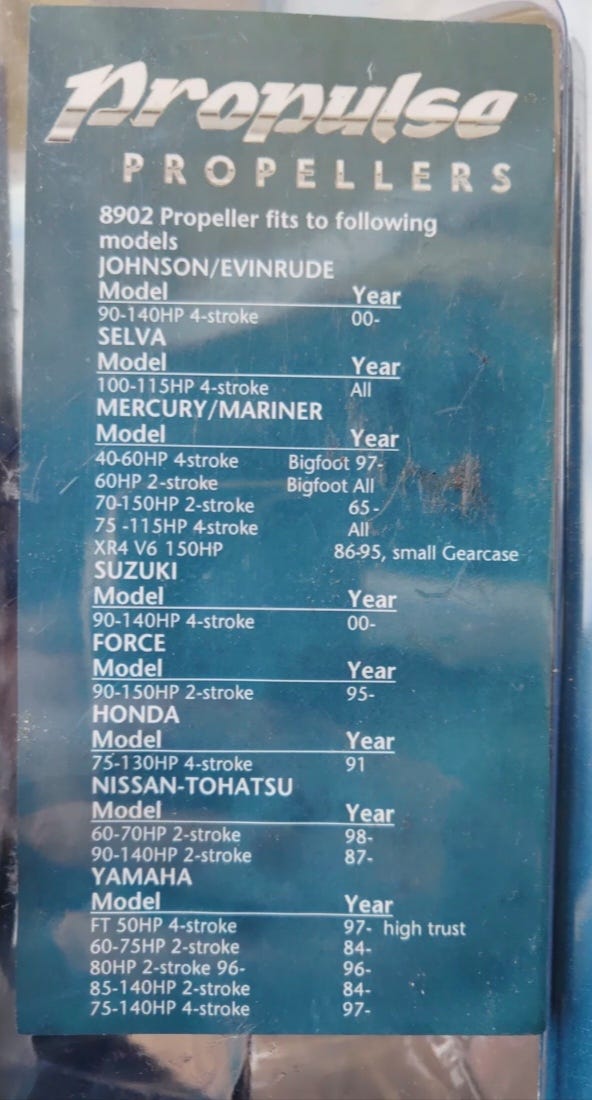 Propulse
PROPELLERS
8902 Propeller fits to following
models
JOHNSON/EVINRUDE
Model Year
90-140HP 4-stroke 00-
SELVA
Model Year
100-115HP 4-stroke All
MERCURY/MARINER
Model Year
40-60HP 4-stroke Bigfoot 97-
60HP 2-stroke Bigfoot All
70-150HP 2-stroke 65-
75 -115HP 4-stroke All
XR4 V6 150HP 86-95, small Gearcase
SUZUKI
Model Year
90-140HP 4-stroke 00-
FORCE
Model Year
90-150HP 2-stroke 95-
HONDA
Model Year
75-130HP 4-stroke 91
NISSAN-TOHATSU
Model Year
60-70HP 2-stroke 98-
90-140HP 2-stroke 87-
YAMAHA
Model Year
FT 50HP 4-stroke 97- high trust
60-75HP 2-stroke 84-
80HP 2-stroke 96- 96-
85-140HP 2-stroke 84-
75-140HP 4-stroke 97-